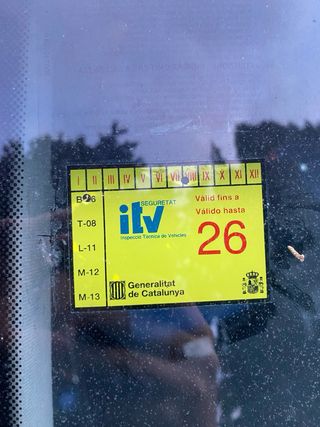 I II III IV V VI VII VIII IX X XI XII
T-08
L-11
M-12
M-13
SEGURETAT
itv
Inspecció Tècnica de Vehicles
Vàlid fins a
Válido hasta
26
Generalitat
de Catalunya